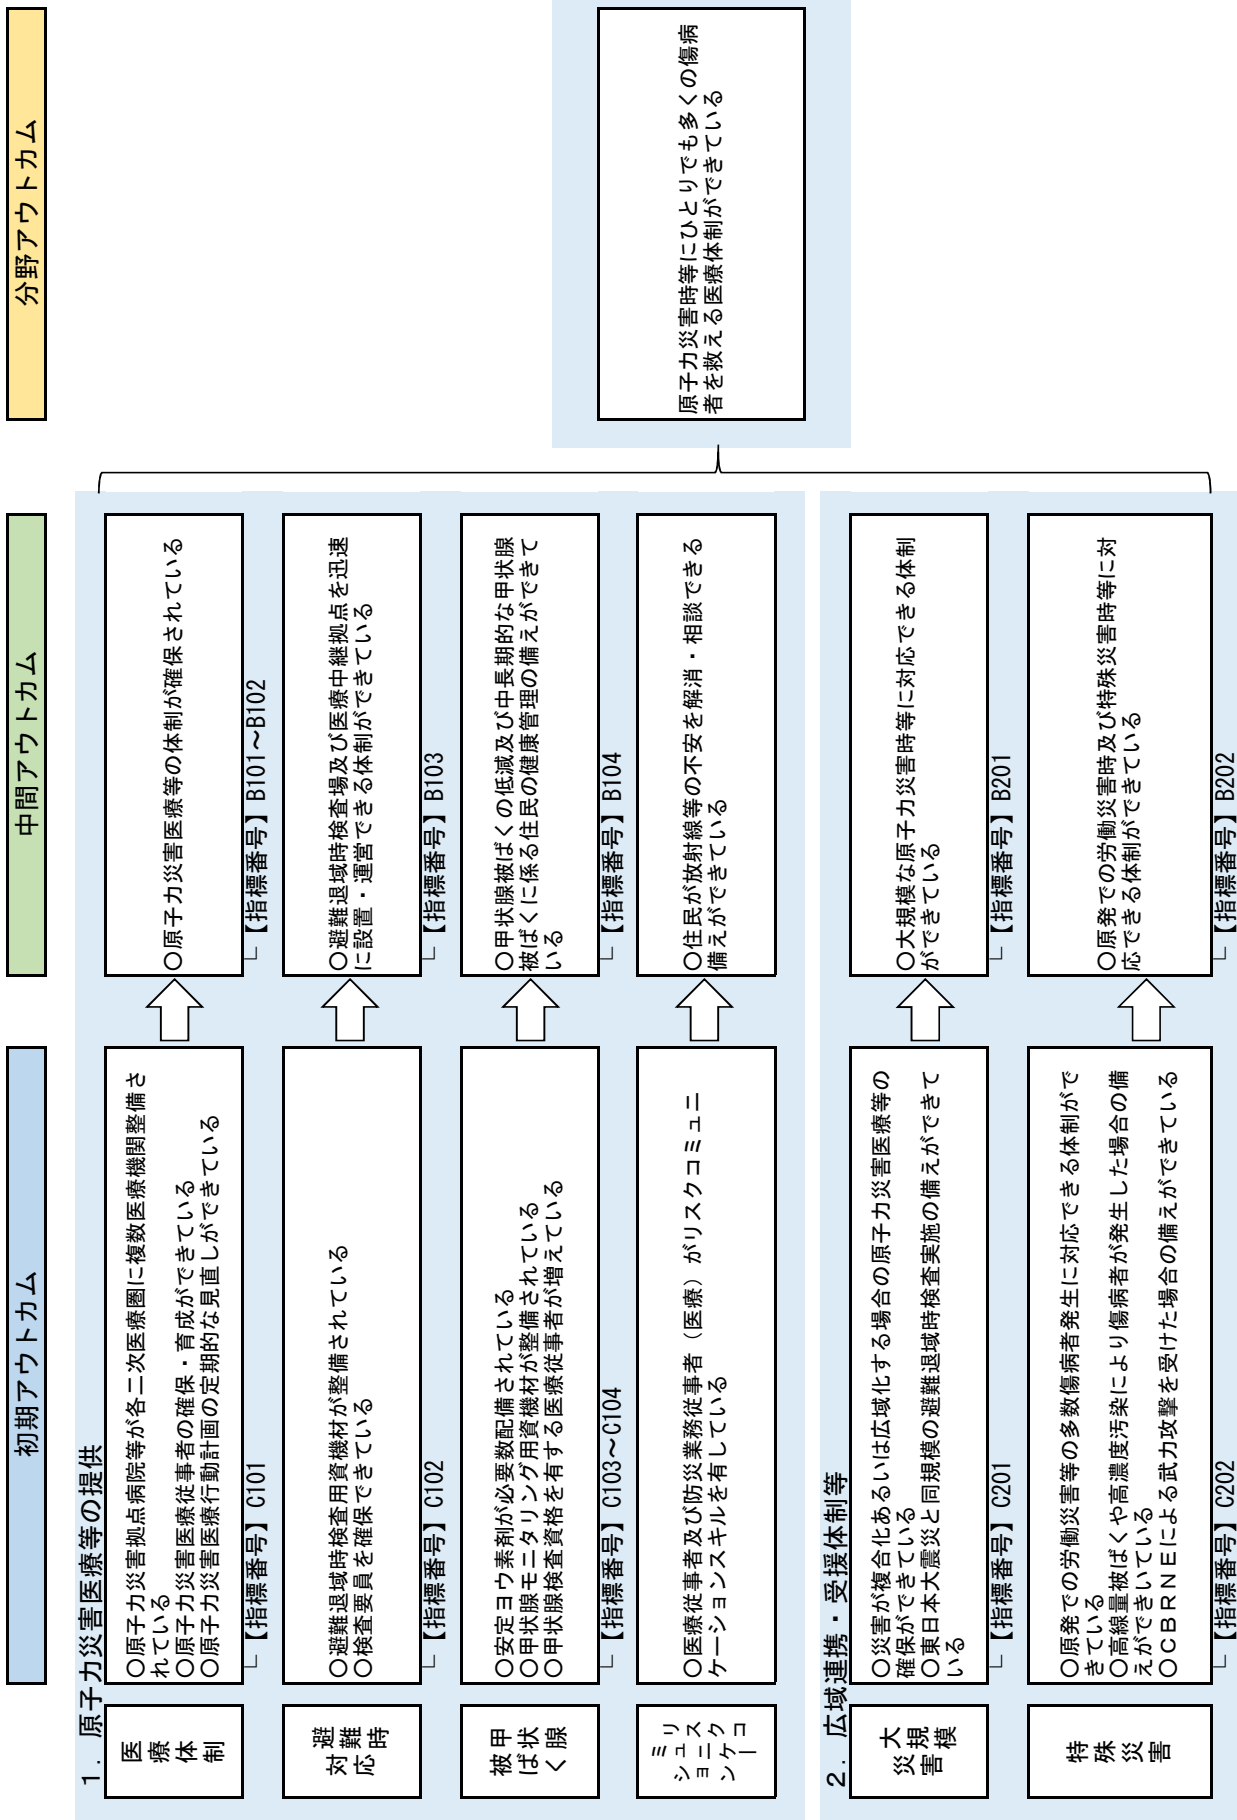 初期アウトカム
中間アウトカム
分野アウトカム
１．原子力災害医療等の提供
医療体制
○原子力災害拠点病院等が各二次医療圏に複数医療機関整備さ
れている
○原子力災害医療従事者の確保・育成ができている
○原子力災害医療行動計画の定期的な見直しができている
【指標番号】C101
○原子力災害医療等の体制が確保されている
【指標番号】B101～B102
避難時
対応
○避難退域時検査用資機材が整備されている
○検査要員を確保できている
【指標番号】C102
○避難退域時検査場及び医療中継拠点を迅速
に設置・運営できる体制ができている
【指標番号】B103
甲状腺
被ばく
○安定ヨウ素剤が必要数配備されている
○甲状腺モニタリング用資機材が整備されている
○甲状腺検査資格を有する医療従事者が増えている
【指標番号】C103～C104
○甲状腺被ばくの低減及び中長期的な甲状腺
被ばくに係る住民の健康管理の備えができて
いる
【指標番号】B104
リスクコ
ミュニケー
ション
○医療従事者及び防災業務従事者（医療）がリスクコミュニ
ケーションスキルを有している
○住民が放射線等の不安を解消・相談できる
備えができている
２．広域連携・受援体制等
大規模
災害
○災害が複合化あるいは広域化する場合の原子力災害医療等の
確保ができている
○東日本大震災と同規模の避難退域時検査実施の備えができて
いる
【指標番号】C201
○大規模な原子力災害時等に対応できる体制
ができている
【指標番号】B201
特殊
災害
○原発での労働災害等の多数傷病者発生に対応できる体制がで
きている
○高線量被ばくや高濃度汚染により傷病者が発生した場合の備
えができいている
○ＣＢＲＮＥによる武力攻撃を受けた場合の備えができている
【指標番号】C202
○原発での労働災害時及び特殊災害時等に対
応できる体制ができている
【指標番号】B202
原子力災害時等にひとりでも多くの傷病
者を救える医療体制ができている